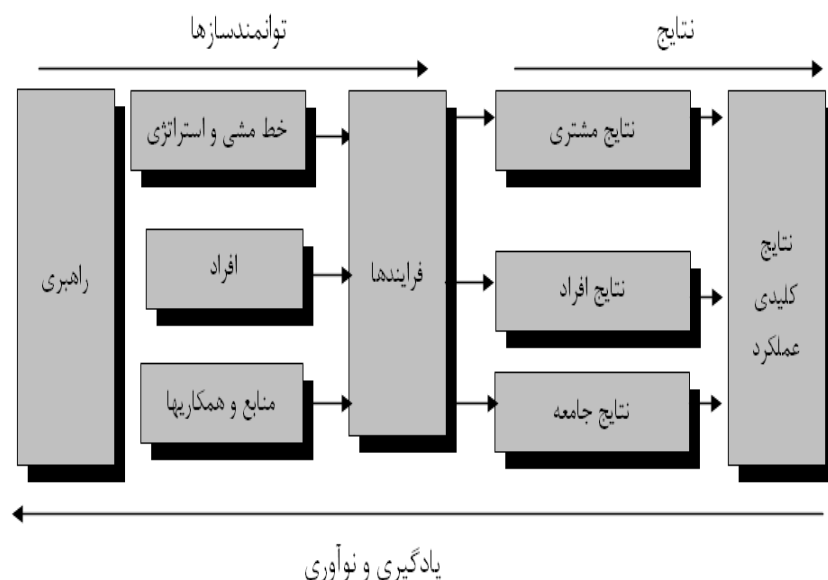 توانمندسازها
نتایج
راهبری
خط مشی و استراتژی
افراد
منابع و همکاریها
فرایندها
نتایج مشتری
نتایج افراد
نتایج جامعه
نتایج
کلیدی
عملکرد
یادگیری و نوآوری